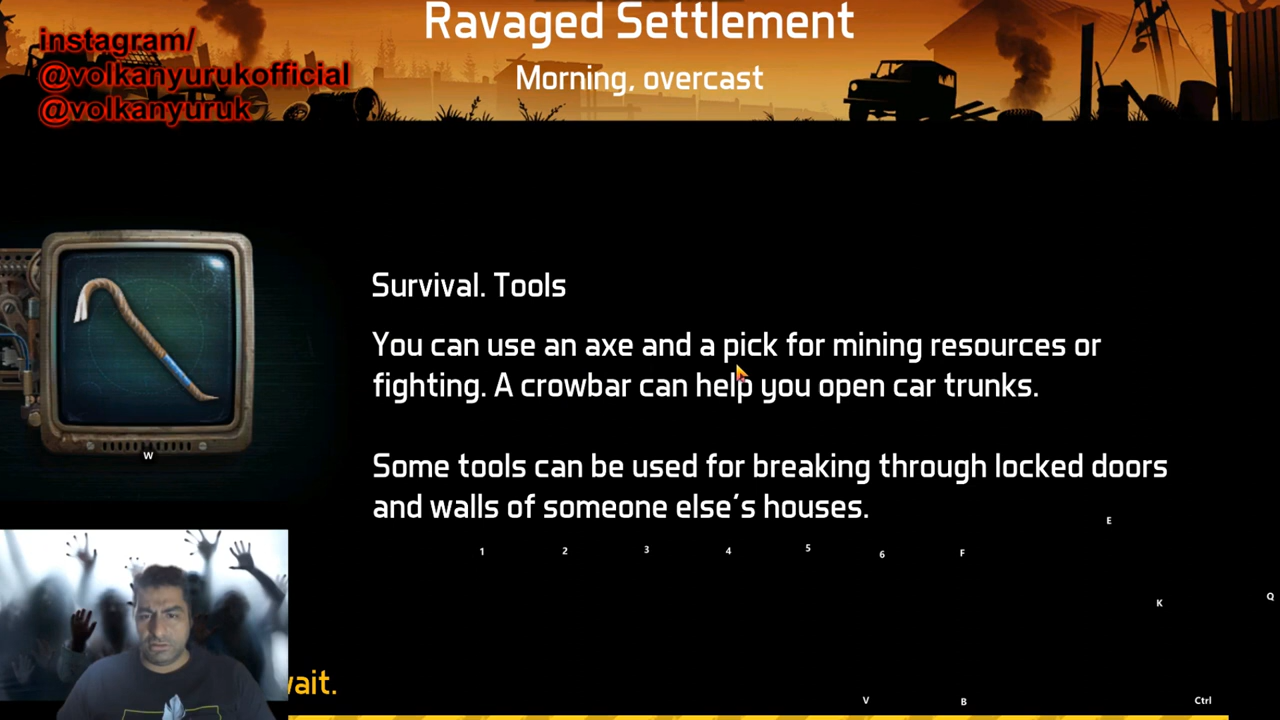 Ravaged Settlement
Morning, overcast
instagram/
@volkanyurukofficial
@volkanyuruk
Survival. Tools
You can use an axe and a pick for mining resources or
fighting. A crowbar can help you open car trunks.
Some tools can be used for breaking through locked doors
and walls of someone else's houses.
W
E
1 2 3 4 5 6 F
K Q
V B Ctrl